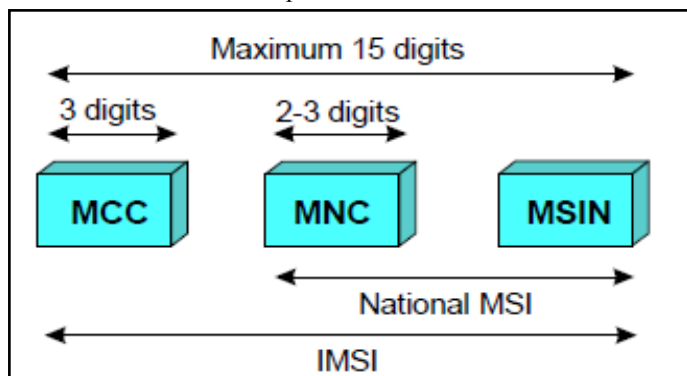 Maximum 15 digits
3 digits 2-3 digits
MCC MNC MSIN
National MSI
IMSI